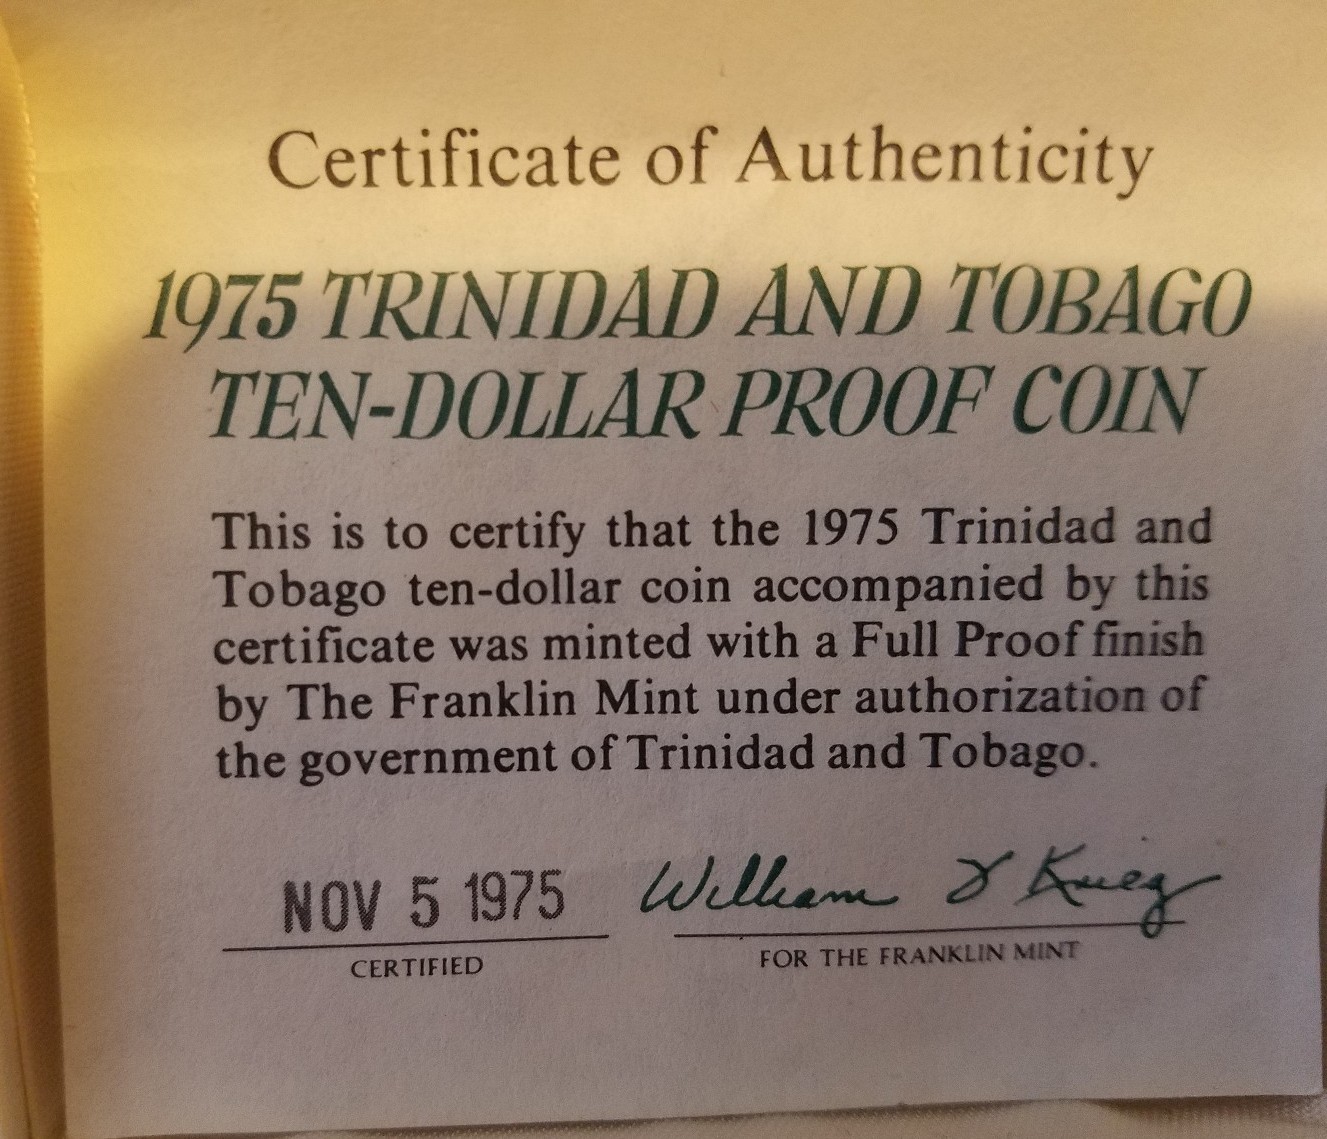 Certificate of Authenticity
1975 TRINIDAD AND TOBAGO
TEN-DOLLAR PROOF COIN
This is to certify that the 1975 Trinidad and
Tobago ten-dollar coin accompanied by this
certificate was minted with a Full Proof finish
by The Franklin Mint under authorization of
the government of Trinidad and Tobago.
NOV 5 1975 William
CERTIFIED FOR THE FRANKLIN MINT